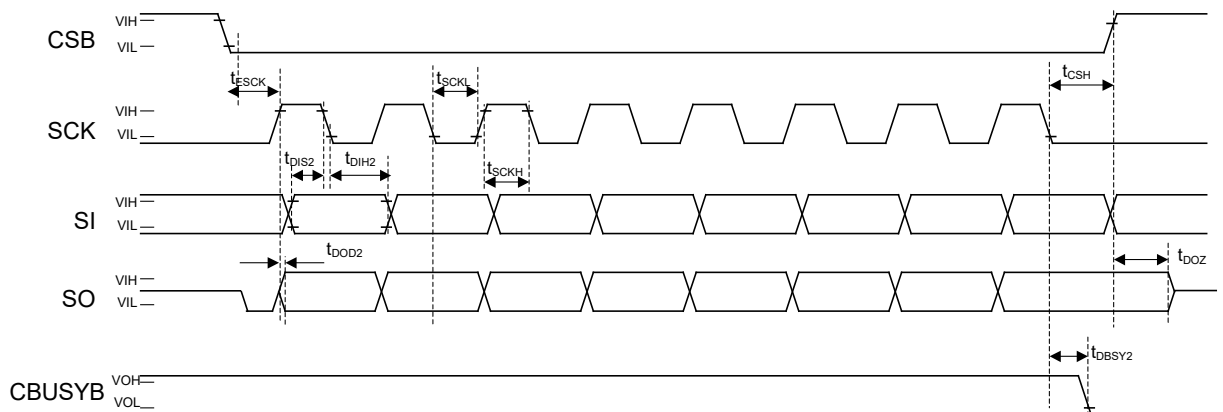 VIH
CSB
VIL
tESCK
tSCKL
tCSH
VIH
SCK
VIL
tDIS2
tDIH2
tSCKH
VIH
SI
VIL
tDOD2
tDOZ
VIH
SO
VIL
tDBSY2
VOH
CBUSYB
VOL